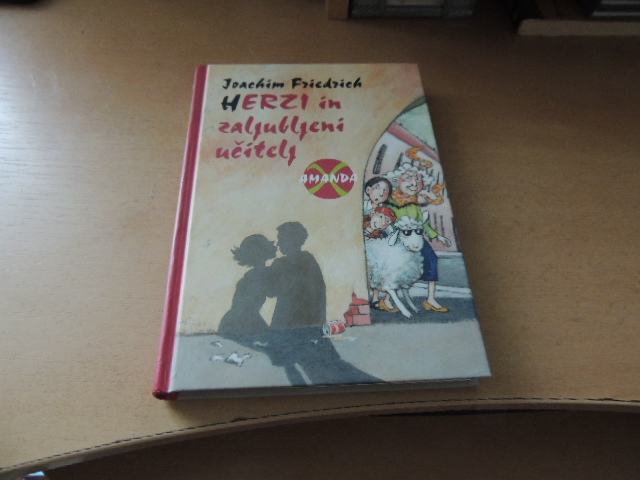 Joachim Friedrich
HERZI in
zaljubljeni
učitelj
AMANDA
X